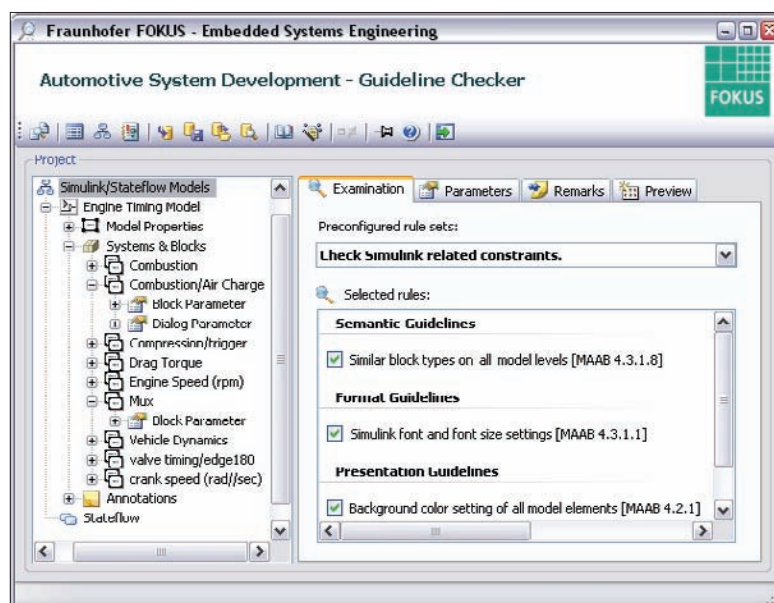 Fraunhofer FOKUS - Embedded Systems Engineering
Automotive System Development - Guideline Checker
FOKUS
Project
Simulink/Stateflow Models
Engine Timing Model
Model Properties
Systems & Blocks
Combustion
Combustion/Air Charge
Block Parameter
Dialog Parameter
Compression/trigger
Drag Torque
Engine Speed (rpm)
Mux
Block Parameter
Vehicle Dynamics
valve timing/edge180
crank speed (rad//sec)
Annotations
Stateflow
Examination
Parameters
Remarks
Preview
Preconfigured rule sets:
Check Simulink related constraints.
Selected rules:
Semantic Guidelines
Similar block types on all model levels [MAAB 4.3.1.8]
Formal Guidelines
Simulink font and font size settings [MAAB 4.3.1.1]
Presentation Guidelines
Background color setting of all model elements [MAAB 4.2.1]